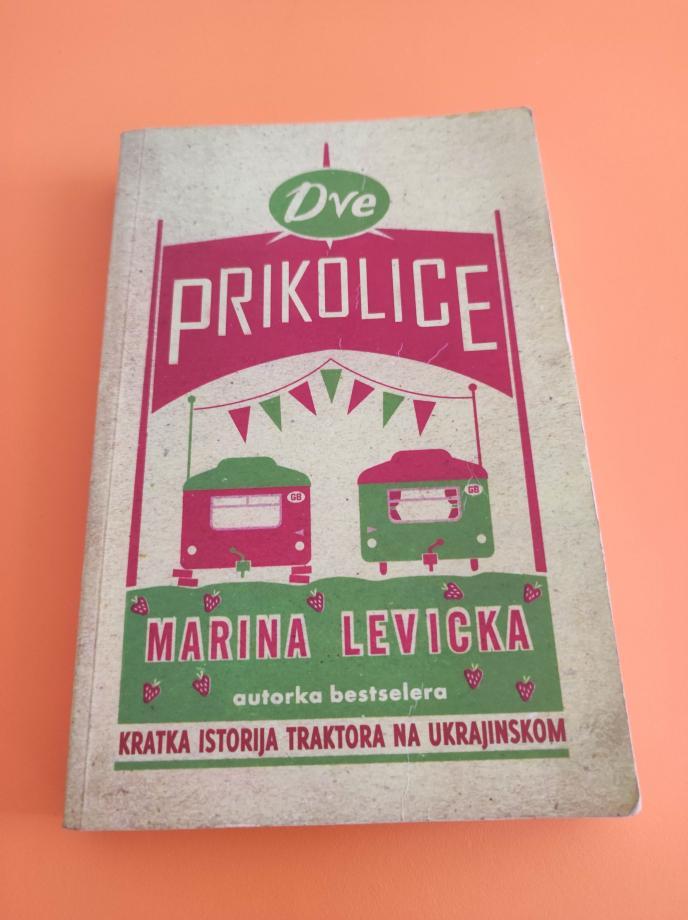 Dve
PRIKOLICE
GB
GB
MARINA LEVICKA
autorka bestselera
KRATKA ISTORIJA TRAKTORA NA UKRAJINSKOM